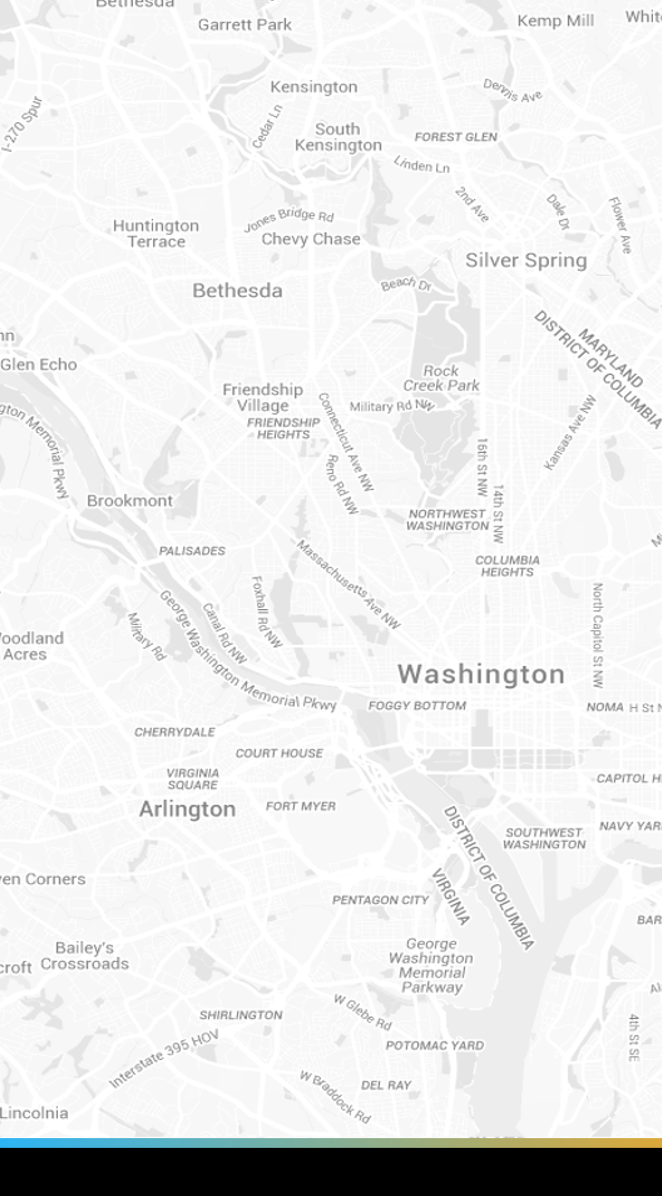 Bethesda
Garrett Park
Kemp Mill
I-270 Spur
Kensington
Dennis Ave
Cedar Ln
South
Kensington
FOREST GLEN
Linden Ln
2nd Ave
Dale Dr
Flower Ave
Jones Bridge Rd
Huntington
Terrace
Chevy Chase
Silver Spring
Beach Dr
Bethesda
MARYLAND
DISTRICT OF COLUMBIA
Glen Echo
Rock
Creek Park
Friendship
Village
Military Rd NW
FRIENDSHIP
HEIGHTS
Connecticut Ave NW
Kansas Ave NW
Reno Rd NW
16th St NW
14th St NW
Memorial Pkwy
Brookmont
NORTHWEST
WASHINGTON
PALISADES
COLUMBIA
HEIGHTS
Massachusetts Ave NW
Foxhall Rd NW
Canal Rd NW
George Washington Memorial Pkwy
Military Rd
North Capitol St NW
Acres
Washington
FOGGY BOTTOM
NOMA
H St
CHERRYDALE
COURT HOUSE
VIRGINIA
SQUARE
CAPITOL
Arlington
FORT MYER
DISTRICT OF COLUMBIA
SOUTHWEST
WASHINGTON
NAVY
VIRGINIA
Corners
PENTAGON CITY
George
Washington
Memorial
Parkway
Bailey's
Crossroads
SHIRLINGTON
W Glebe Rd
4th St SE
Interstate 395 HOV
POTOMAC YARD
W Braddock Rd
DEL RAY
Lincolnia